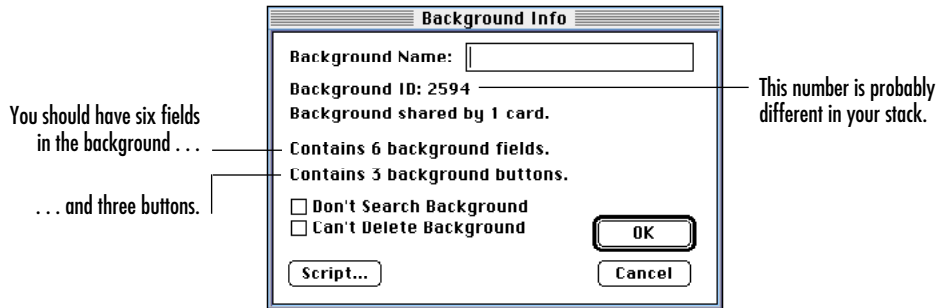 Background Info
Background Name:
Background ID: 2594
This number is probably
different in your stack.
Background shared by 1 card.
You should have six fields
in the background . . .
Contains 6 background fields.
Contains 3 background buttons.
. . . and three buttons.
Don't Search Background
Can't Delete Background
OK
Script...
Cancel